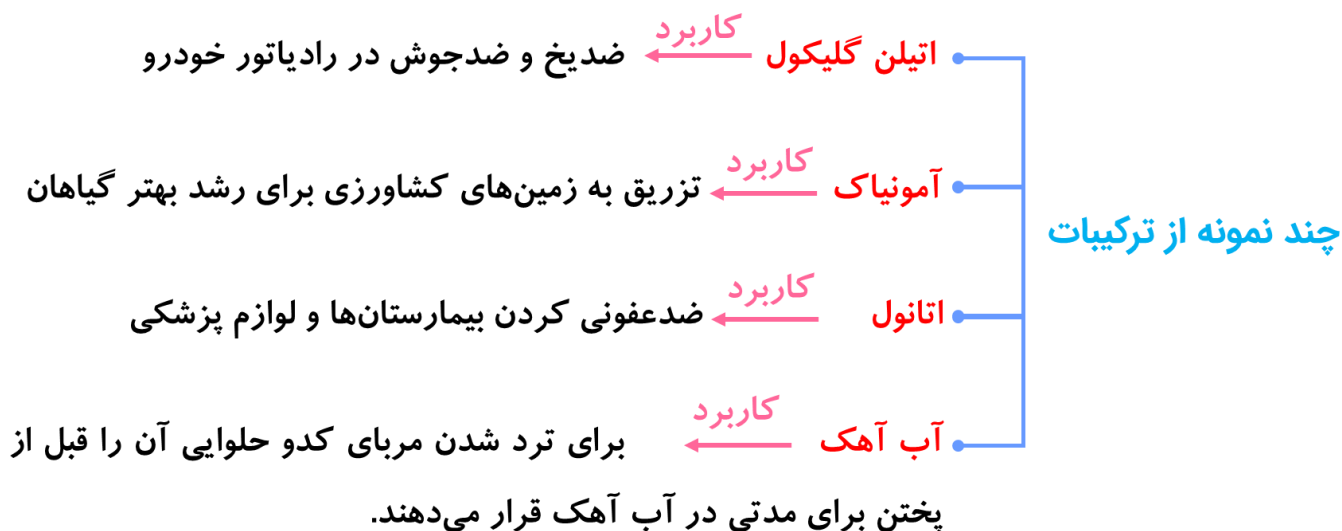 چند نمونه از ترکیبات
اتیلن گلیکول کاربرد ضدیخ و ضدجوش در رادیاتور خودرو
آمونیاک کاربرد تزریق به زمین‌های کشاورزی برای رشد بهتر گیاهان
اتانول کاربرد ضدعفونی کردن بیمارستان‌ها و لوازم پزشکی
آب آهک کاربرد برای ترد شدن مربای کدو حلوایی آن را قبل از
پختن برای مدتی در آب آهک قرار می‌دهند.